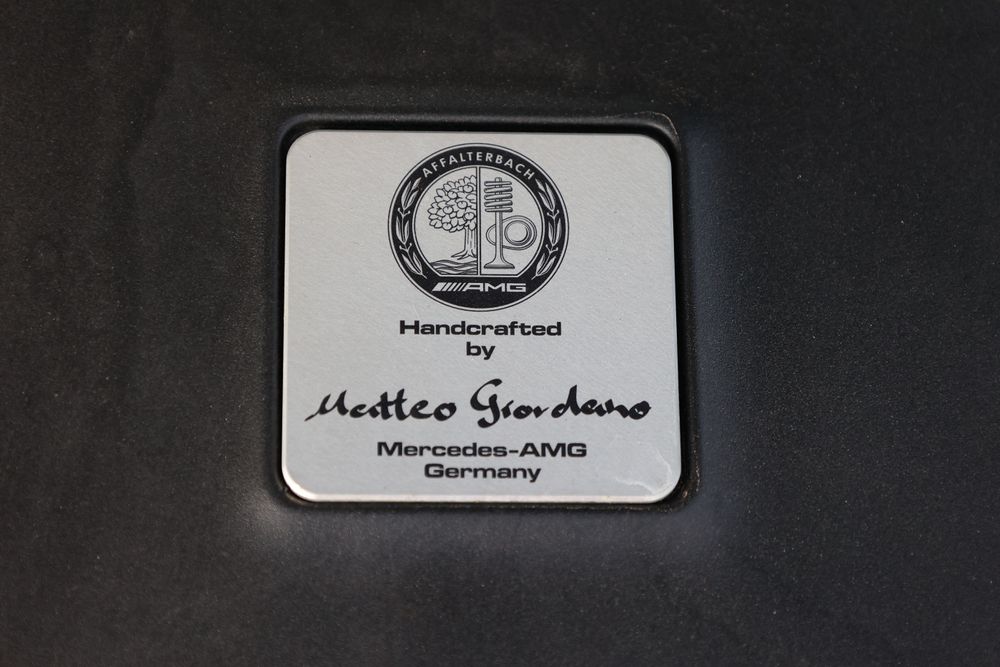 AFFALTERBACH
AMG
Handcrafted
by
Matteo Giordano
Mercedes-AMG
Germany